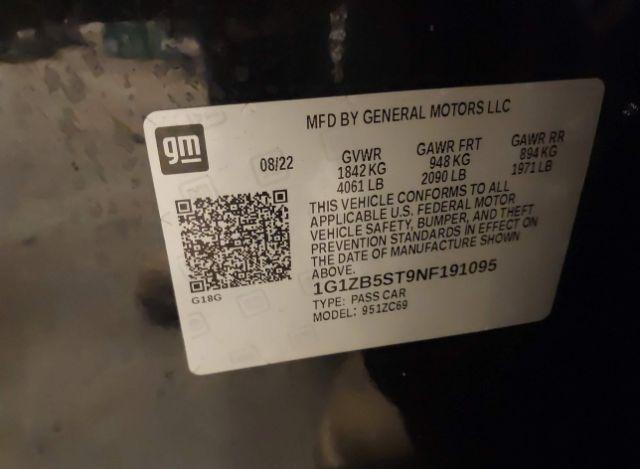 MFD BY GENERAL MOTORS LLC
gm
08/22
GVWR GAWR FRT GAWR RR
1842 KG 948 KG 894 KG
4061 LB 2090 LB 1971 LB
THIS VEHICLE CONFORMS TO ALL
APPLICABLE U.S. FEDERAL MOTOR
VEHICLE SAFETY, BUMPER, AND THEFT
PREVENTION STANDARDS IN EFFECT ON
THE DATE OF MANUFACTURE SHOWN
ABOVE.
1G1ZB5ST9NF191095
G18G
TYPE: PASS CAR
MODEL: 951ZC69